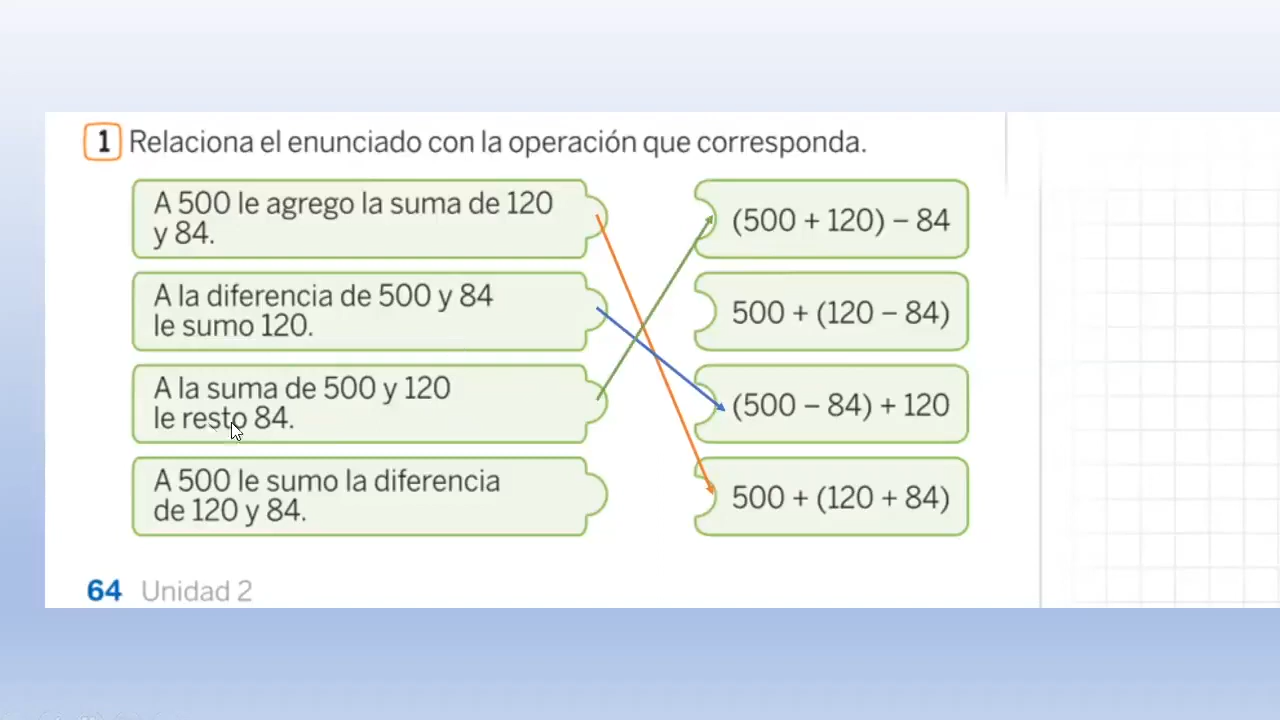 1 Relaciona el enunciado con la operación que corresponda.
A 500 le agrego la suma de 120
y 84.
(500 + 120) – 84
A la diferencia de 500 y 84
le sumo 120.
500 + (120 – 84)
A la suma de 500 y 120
le resto 84.
(500 – 84) + 120
A 500 le sumo la diferencia
de 120 y 84.
500 + (120 + 84)
64 Unidad 2